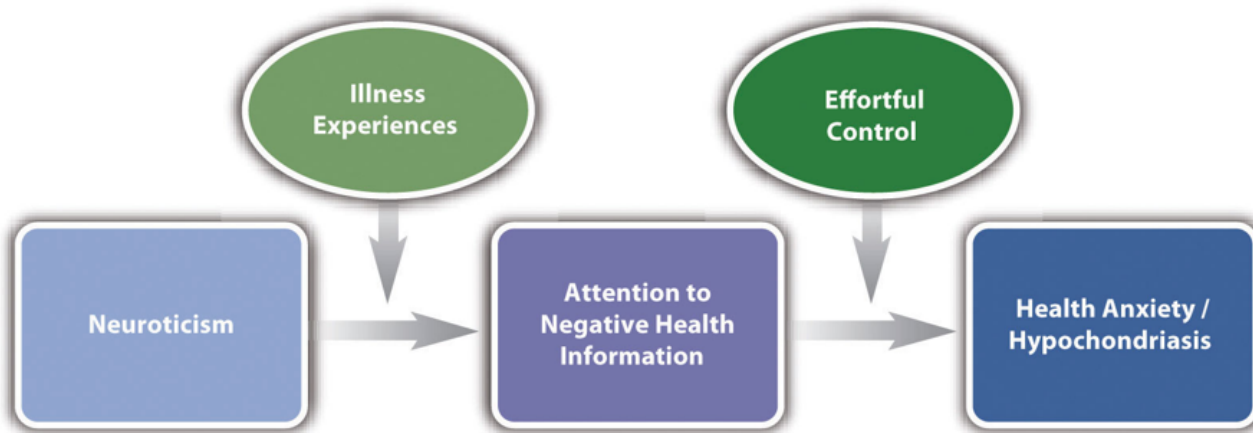 Illness
Experiences
Effortful
Control
Neuroticism
Attention to
Negative Health
Information
Health Anxiety /
Hypochondriasis